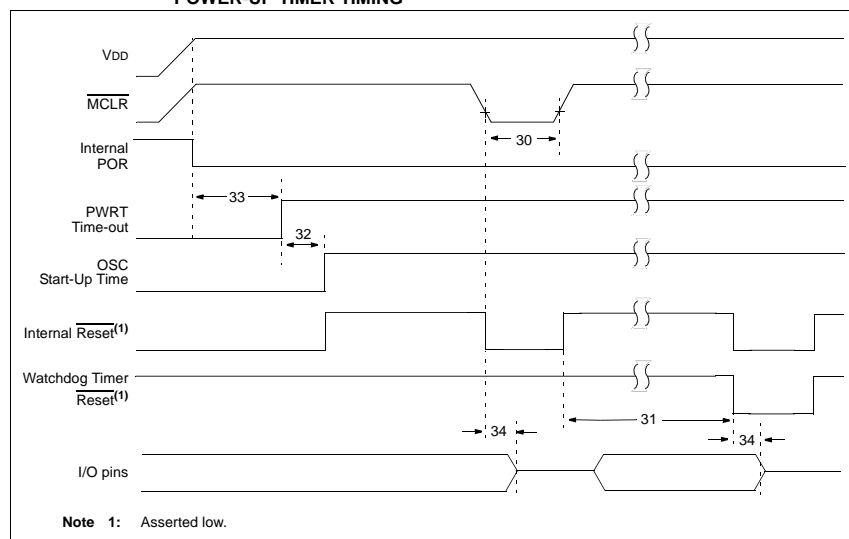 POWER-UP TIMER TIMING
VDD
MCLR
30
Internal
POR
33
PWRT
Time-out
32
OSC
Start-Up Time
Internal Reset(1)
Watchdog Timer
Reset(1)
31
34
34
I/O pins
Note 1: Asserted low.